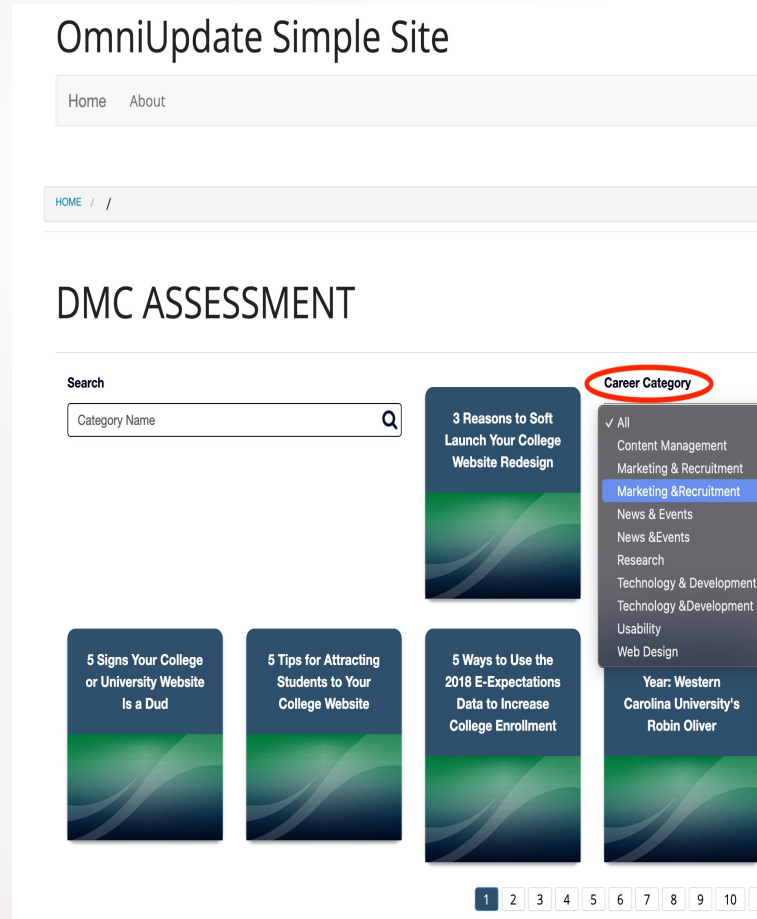 OmniUpdate Simple Site
Home About
HOME / /
DMC ASSESSMENT
Search
Category Name
3 Reasons to Soft
Launch Your College
Website Redesign
Career Category
✓ All
Content Management
Marketing & Recruitment
Marketing &Recruitment
News & Events
News &Events
Research
Technology & Development
Technology &Development
Usability
Web Design
5 Signs Your College
or University Website
Is a Dud
5 Tips for Attracting
Students to Your
College Website
5 Ways to Use the
2018 E-Expectations
Data to Increase
College Enrollment
Year: Western
Carolina University's
Robin Oliver
1 2 3 4 5 6 7 8 9 10